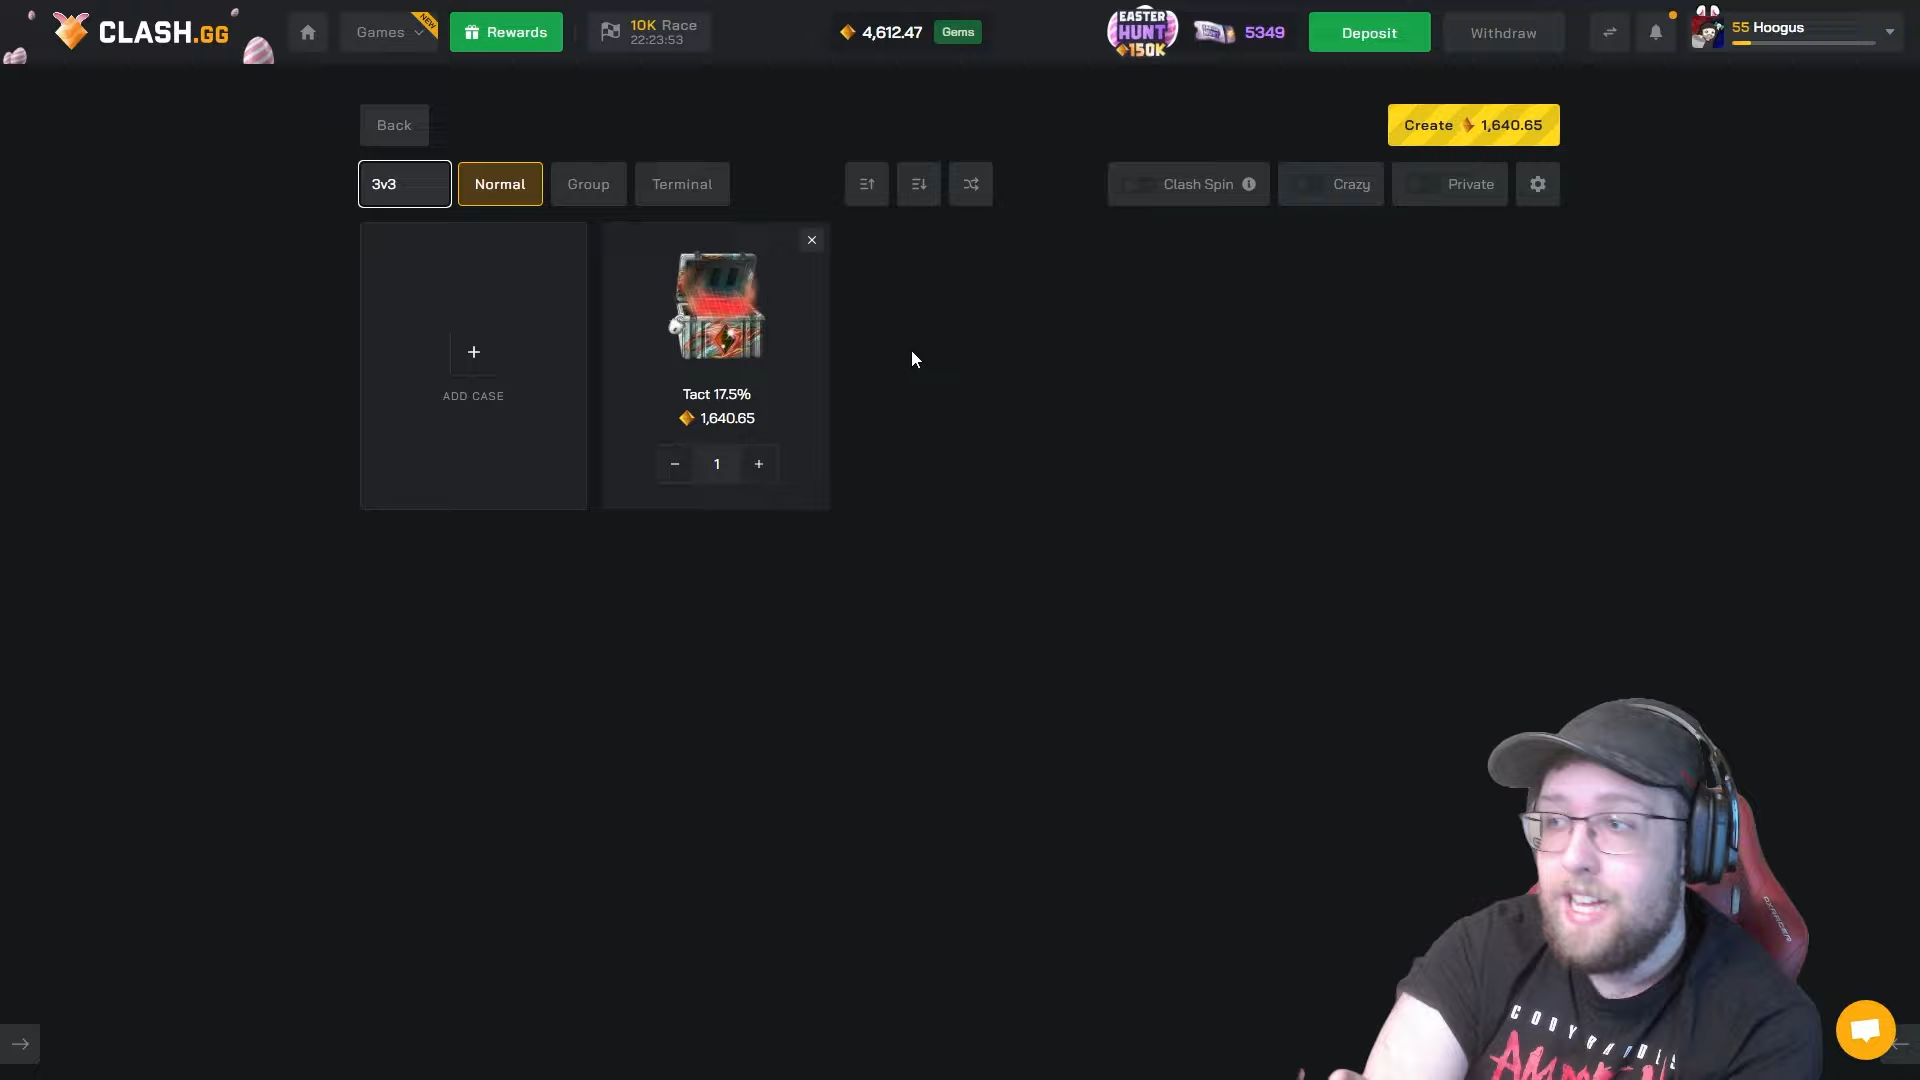 CLASH.GG
Games
NEW
Rewards
10K Race
22:23:53
4,612.47
Gems
EASTER
HUNT
150K
5349
Deposit
Withdraw
55 Hoogus
Back
Create 1,640.65
3v3
Normal
Group
Terminal
Clash Spin
Crazy
Private
+
ADD CASE
Tact 17.5%
1,640.65
− 1 +
CODY RHODES